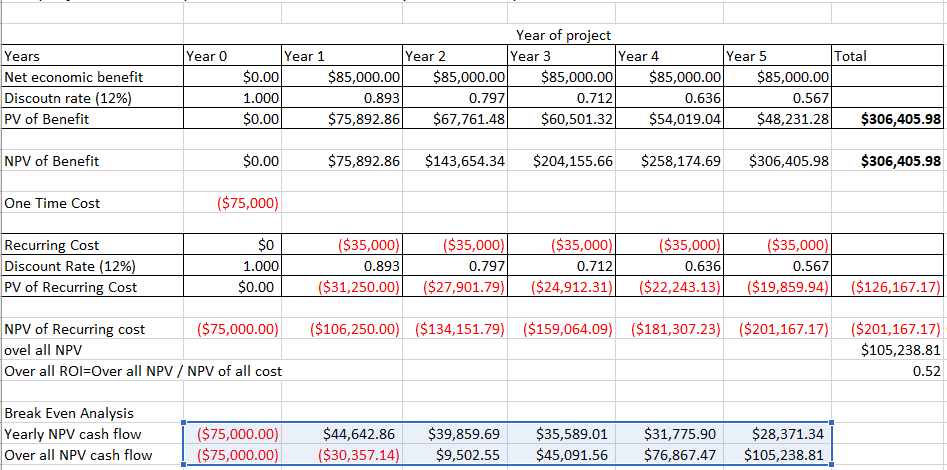 Year of project
Years Year 0 Year 1 Year 2 Year 3 Year 4 Year 5 Total
Net economic benefit $0.00 $85,000.00 $85,000.00 $85,000.00 $85,000.00 $85,000.00
Discoutn rate (12%) 1.000 0.893 0.797 0.712 0.636 0.567
PV of Benefit $0.00 $75,892.86 $67,761.48 $60,501.32 $54,019.04 $48,231.28 $306,405.98
NPV of Benefit $0.00 $75,892.86 $143,654.34 $204,155.66 $258,174.69 $306,405.98 $306,405.98
One Time Cost ($75,000)
Recurring Cost $0 ($35,000) ($35,000) ($35,000) ($35,000) ($35,000)
Discount Rate (12%) 1.000 0.893 0.797 0.712 0.636 0.567
PV of Recurring Cost $0.00 ($31,250.00) ($27,901.79) ($24,912.31) ($22,243.13) ($19,859.94) ($126,167.17)
NPV of Recurring cost ($75,000.00) ($106,250.00) ($134,151.79) ($159,064.09) ($181,307.23) ($201,167.17) ($201,167.17)
ovel all NPV $105,238.81
Over all ROI=Over all NPV / NPV of all cost 0.52
Break Even Analysis
Yearly NPV cash flow ($75,000.00) $44,642.86 $39,859.69 $35,589.01 $31,775.90 $28,371.34
Over all NPV cash flow ($75,000.00) ($30,357.14) $9,502.55 $45,091.56 $76,867.47 $105,238.81